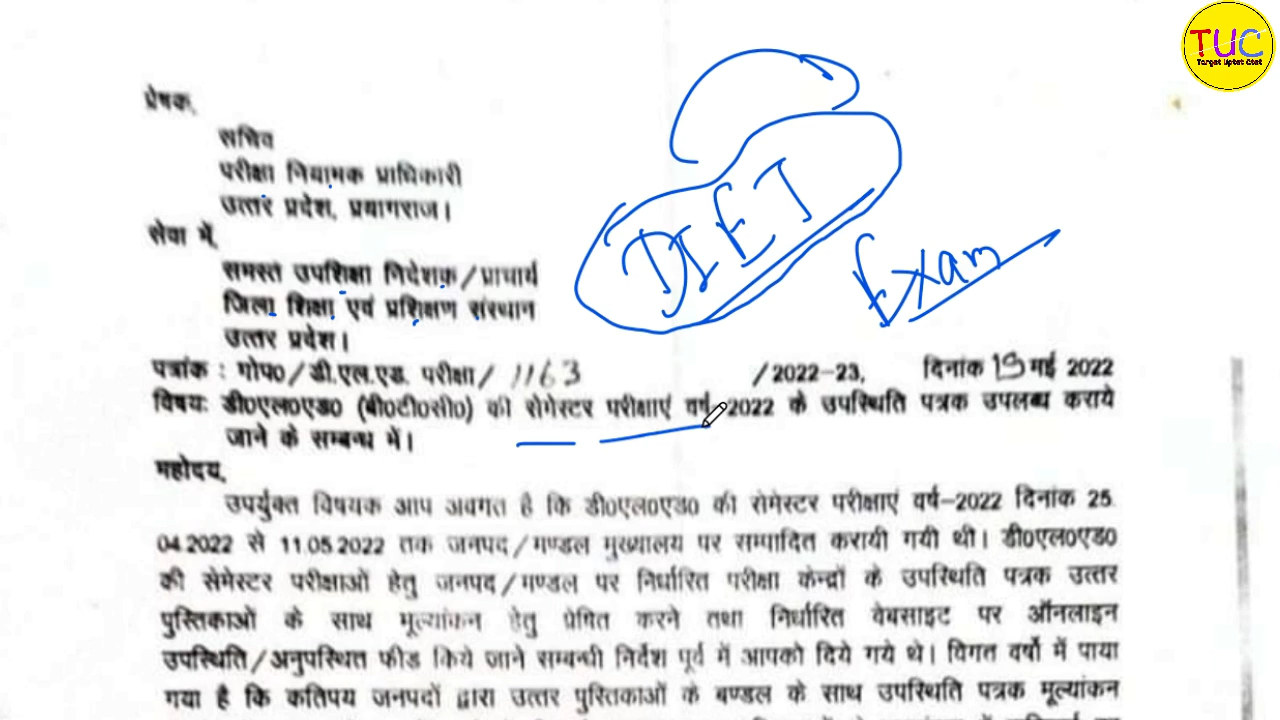 TUC
Target Uptet Ctet
प्रेषक,
सचिव
परीक्षा नियामक प्राधिकारी
उत्तर प्रदेश, प्रयागराज।
सेवा में,
समस्त उपशिक्षा निदेशक/प्राचार्य
जिला शिक्षा एवं प्रशिक्षण संस्थान
उत्तर प्रदेश।
DIET
Exam
पत्रांक : गोप0/डी.एल.एड. परीक्षा/ 1163 /2022-23, दिनांक 19 मई 2022
विषयः डी0एल0एड0 (बी0टी0सी0) की सेमेस्टर परीक्षाएं वर्ष-2022 के उपस्थिति पत्रक उपलब्ध कराये
जाने के सम्बन्ध में।
महोदय,
उपर्युक्त विषयक आप अवगत है कि डी0एल0एड0 की सेमेस्टर परीक्षाएं वर्ष-2022 दिनांक 25.
04.2022 से 11.05.2022 तक जनपद/मण्डल मुख्यालय पर सम्पादित करायी गयी थी। डी0एल0एड0
की सेमेस्टर परीक्षाओं हेतु जनपद/मण्डल पर निर्धारित परीक्षा केन्द्रों के उपस्थिति पत्रक उत्तर
पुस्तिकाओं के साथ मूल्यांकन हेतु प्रेषित करने तथा निर्धारित वेबसाइट पर ऑनलाइन
उपस्थिति/अनुपस्थित फीड किये जाने सम्बन्धी निर्देश पूर्व में आपको दिये गये थे। विगत वर्षो में पाया
गया है कि कतिपय जनपदों द्वारा उत्तर पुस्तिकाओं के बण्डल के साथ उपस्थिति पत्रक मूल्यांकन